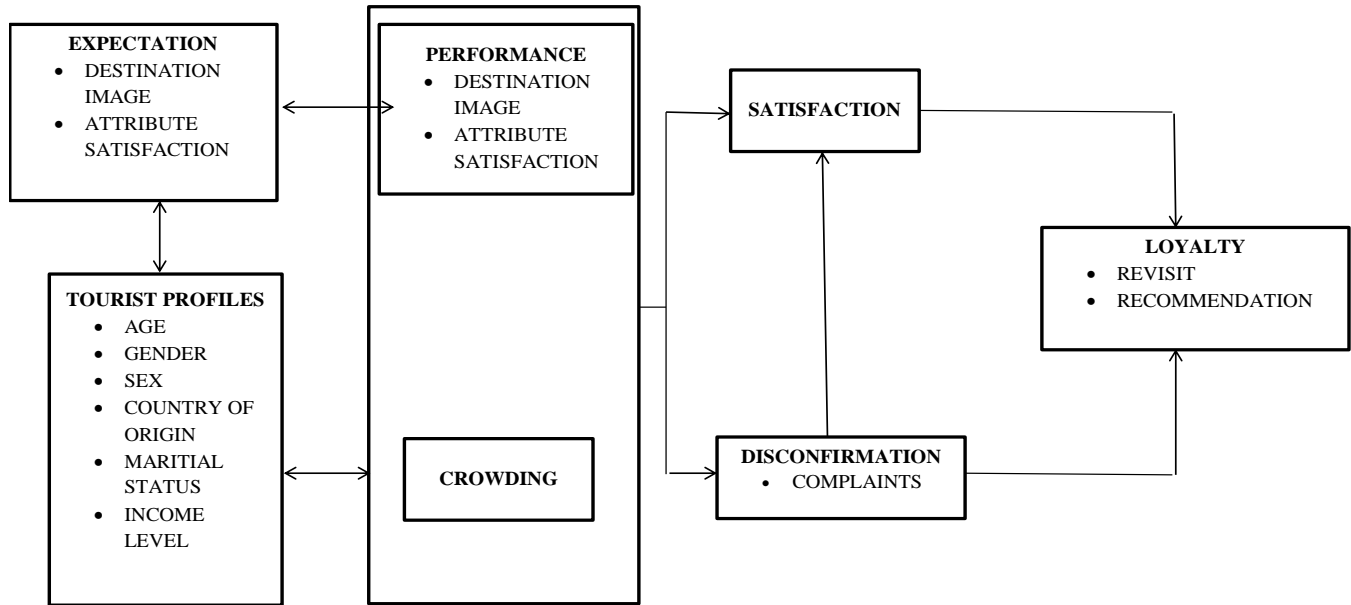 EXPECTATION
• DESTINATION
IMAGE
• ATTRIBUTE
SATISFACTION
TOURIST PROFILES
• AGE
• GENDER
• SEX
• COUNTRY OF
ORIGIN
• MARITIAL
STATUS
• INCOME
LEVEL
PERFORMANCE
• DESTINATION
IMAGE
• ATTRIBUTE
SATISFACTION
CROWDING
SATISFACTION
DISCONFIRMATION
• COMPLAINTS
LOYALTY
• REVISIT
• RECOMMENDATION